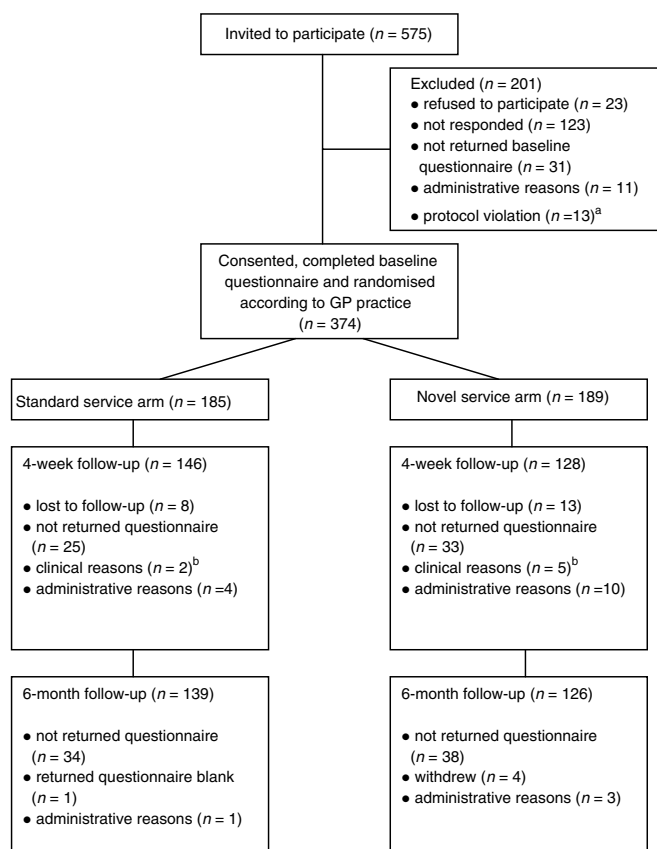 Invited to participate (n = 575)
Excluded (n = 201)
• refused to participate (n = 23)
• not responded (n = 123)
• not returned baseline
questionnaire (n = 31)
• administrative reasons (n = 11)
• protocol violation (n =13)a
Consented, completed baseline
questionnaire and randomised
according to GP practice
(n = 374)
Standard service arm (n = 185)
4-week follow-up (n = 146)
• lost to follow-up (n = 8)
• not returned questionnaire
(n = 25)
• clinical reasons (n = 2)b
• administrative reasons (n =4)
6-month follow-up (n = 139)
• not returned questionnaire
(n = 34)
• returned questionnaire blank
(n = 1)
• administrative reasons (n = 1)
Novel service arm (n = 189)
4-week follow-up (n = 128)
• lost to follow-up (n = 13)
• not returned questionnaire
(n = 33)
• clinical reasons (n = 5)b
• administrative reasons (n =10)
6-month follow-up (n = 126)
• not returned questionnaire
(n = 38)
• withdrew (n = 4)
• administrative reasons (n = 3)